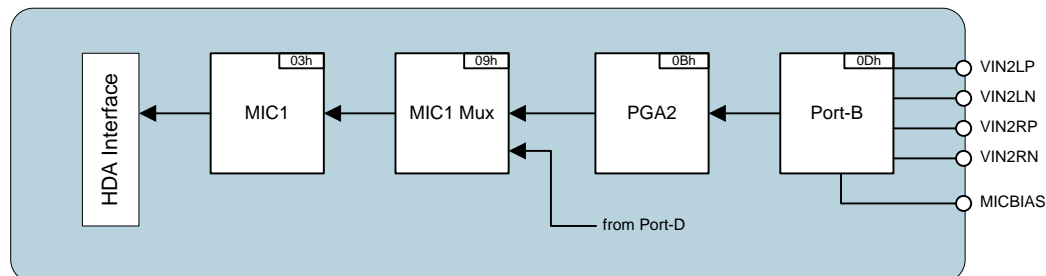 HDA Interface
03h
MIC1
09h
MIC1 Mux
0Bh
PGA2
0Dh
Port-B
VIN2LP
VIN2LN
VIN2RP
VIN2RN
MICBIAS
from Port-D